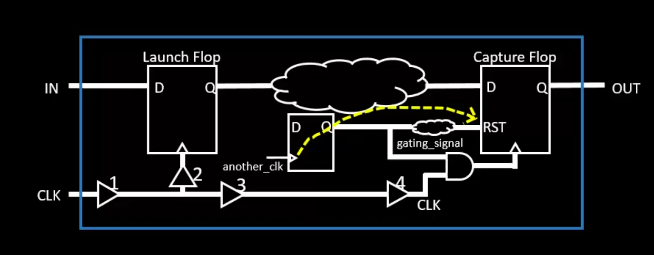 Launch Flop
Capture Flop
IN
D
Q
D
Q
OUT
D
Q
RST
gating_signal
another_clk
CLK
1
2
3
4
CLK